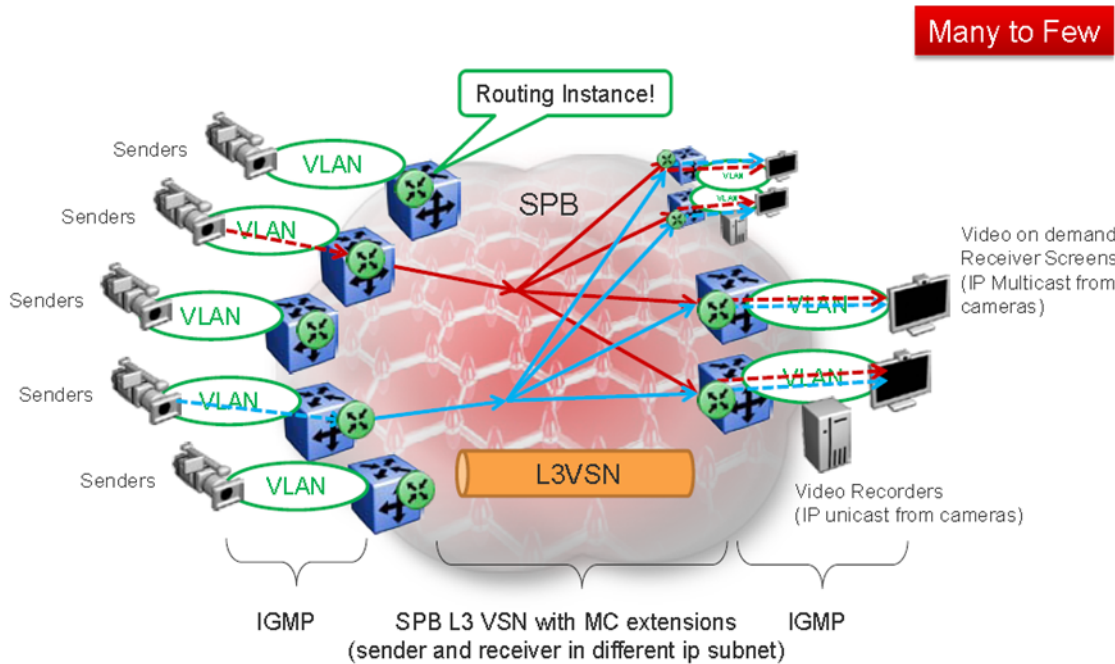 Many to Few
Routing Instance!
Senders
VLAN
SPB
VLAN
VLAN
Senders
VLAN
Video on demand
Receiver Screens
(IP Multicast from
cameras)
Senders
VLAN
VLAN
Senders
VLAN
VLAN
Senders
VLAN
L3VSN
Video Recorders
(IP unicast from cameras)
IGMP
SPB L3 VSN with MC extensions
(sender and receiver in different ip subnet)
IGMP